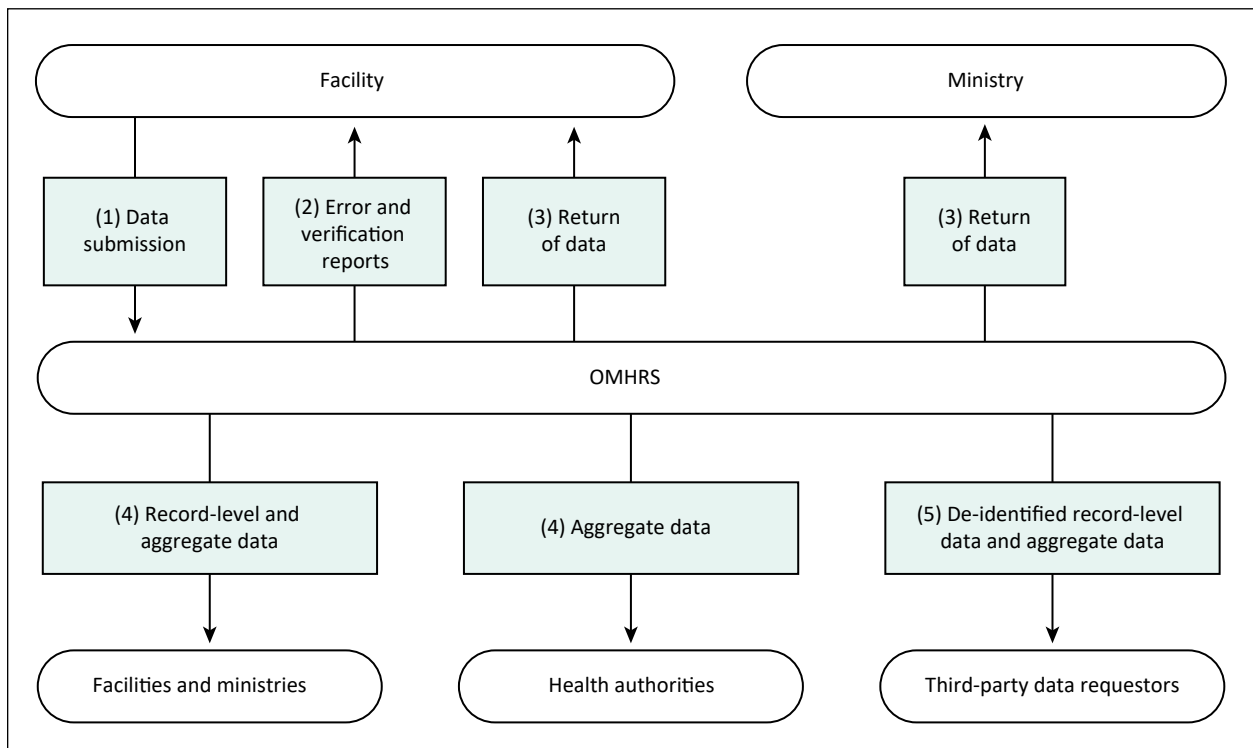 Facility
Ministry
(1) Data
submission
(2) Error and
verification
reports
(3) Return
of data
(3) Return
of data
OMHRS
(4) Record-level and
aggregate data
(4) Aggregate data
(5) De-identified record-level
data and aggregate data
Facilities and ministries
Health authorities
Third-party data requestors